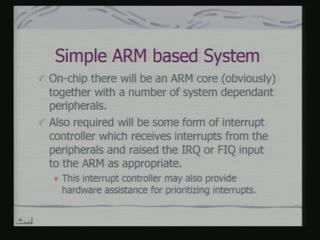 Simple ARM based System
On-chip there will be an ARM core (obviously)
together with a number of system dependant
peripherals.
Also required will be some form of interrupt
controller which receives interrupts from the
peripherals and raised the IRQ or FIQ input
to the ARM as appropriate.
This interrupt controller may also provide
hardware assistance for prioritizing interrupts.